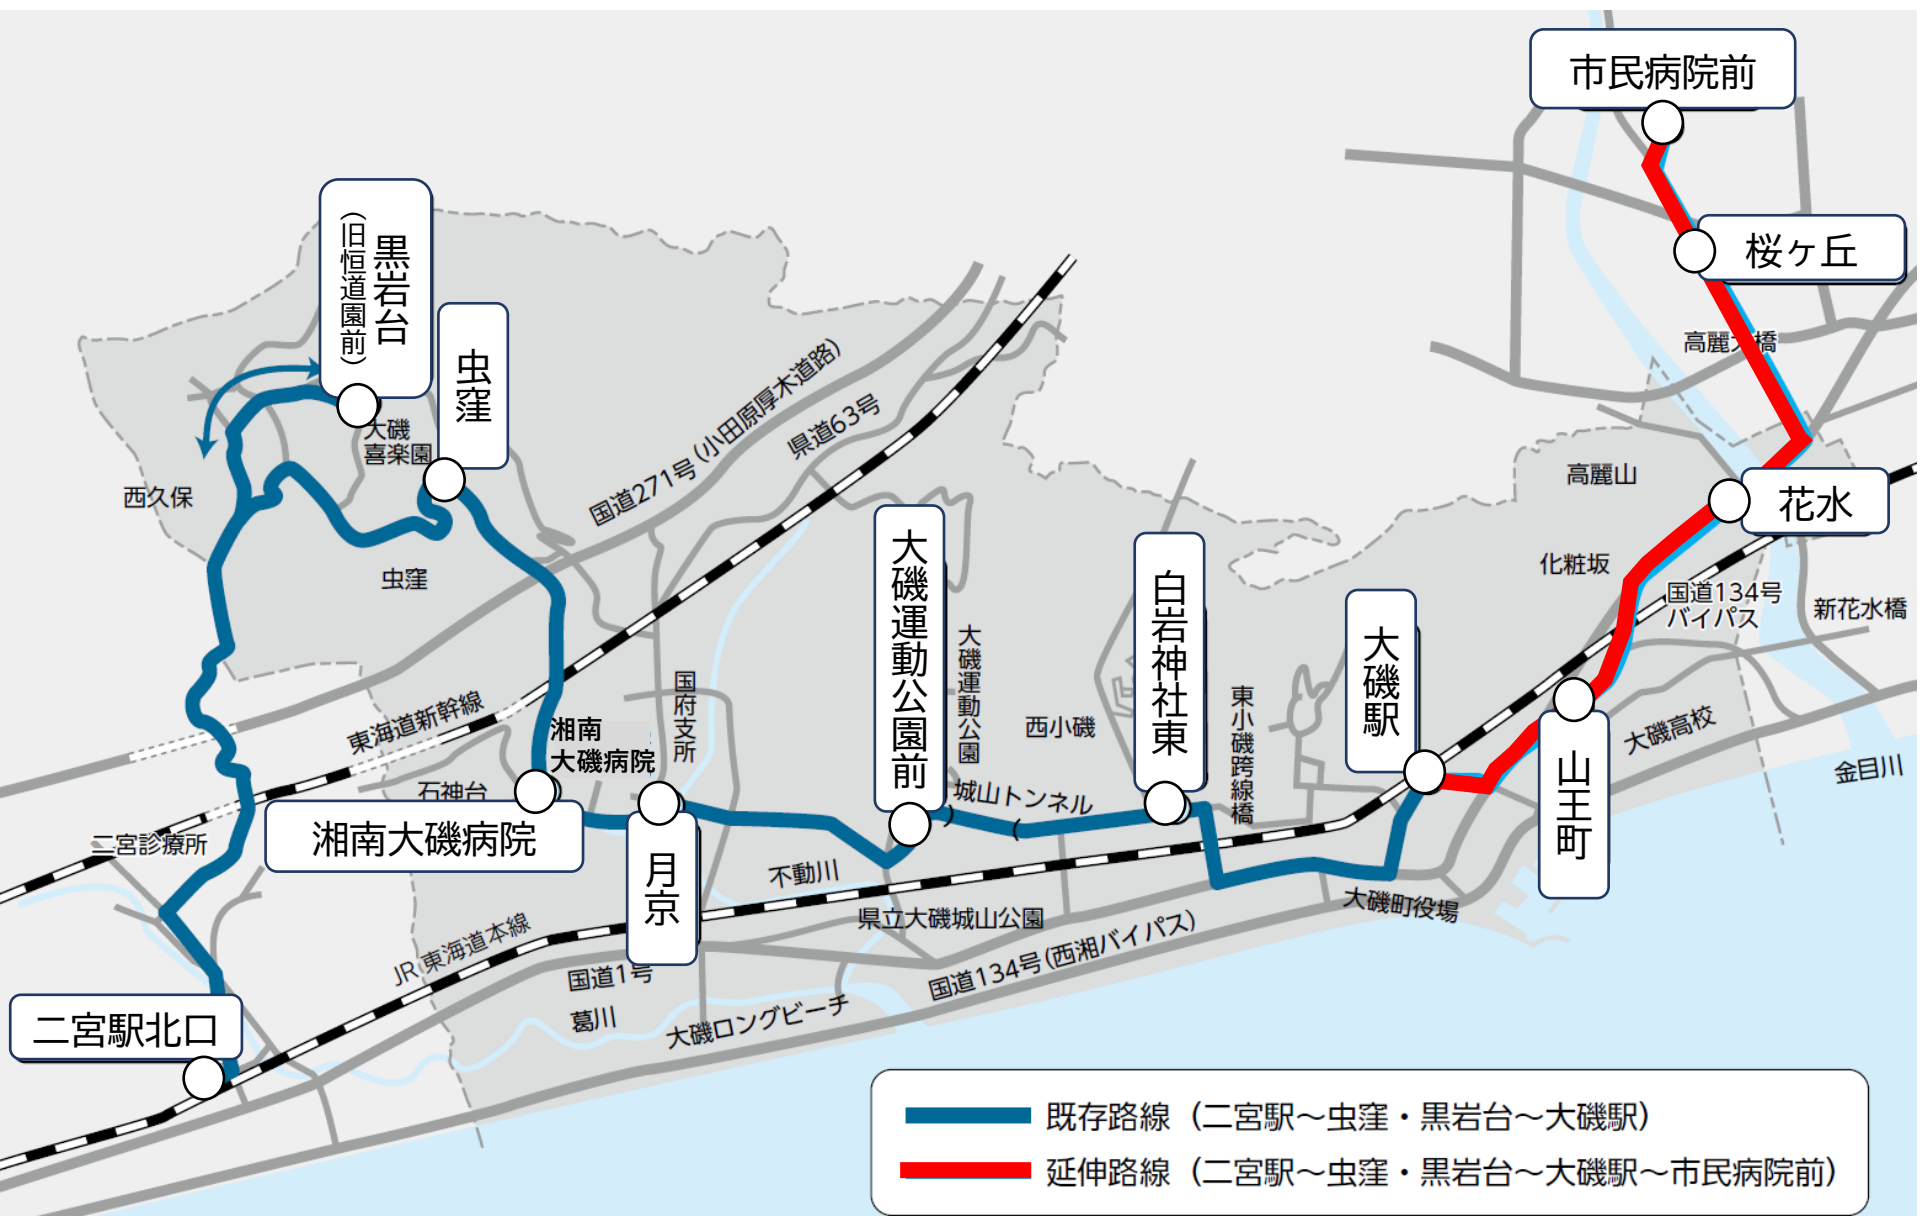 市民病院前
桜ヶ丘
高麗大橋
花水
高麗山
化粧坂
国道134号
バイパス
新花水橋
金目川
大磯高校
山王町
大磯駅
大磯町役場
東小磯跨線橋
白岩神社東
西小磯
大磯運動公園
大磯運動公園前
城山トンネル
不動川
県立大磯城山公園
国道134号(西湘バイパス)
県道63号
国道271号(小田原厚木道路)
黒岩台
(旧恒道園前)
虫窪
大磯
喜楽園
西久保
虫窪
東海道新幹線
湘南
大磯病院
国府支所
石神台
湘南大磯病院
月京
二宮診療所
JR 東海道本線
国道1号
葛川
大磯ロングビーチ
二宮駅北口
既存路線(二宮駅～虫窪・黒岩台～大磯駅)
延伸路線(二宮駅～虫窪・黒岩台～大磯駅～市民病院前)